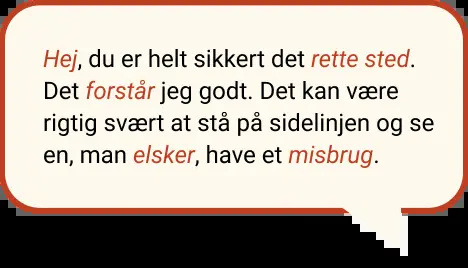 Hej, du er helt sikkert det rette sted.
Det forstår jeg godt. Det kan være
rigtig svært at stå på sidelinjen og se
en, man elsker, have et misbrug.